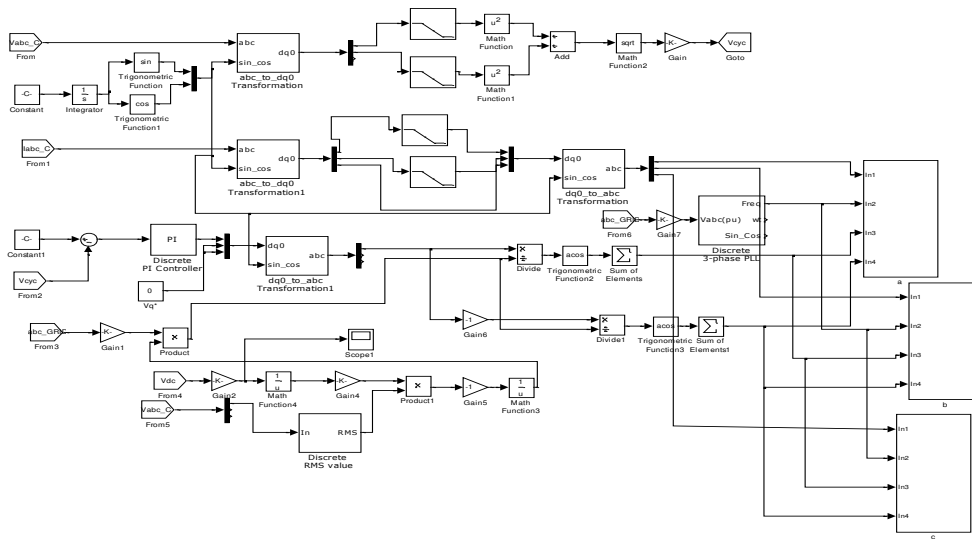 Vabc_C
From
abc
sin_cos
dq0
abc_to_dq0
Transformation
u²
Math
Function
u²
Math
Function1
Add
sqrt
Math
Function2
-K-
Gain
Vcyc
Goto
-C-
Constant
1
s
Integrator
sin
Trigonometric
Function
cos
Trigonometric
Function1
Iabc_C
From1
abc
sin_cos
dq0
abc_to_dq0
Transformation1
dq0
sin_cos
abc
dq0_to_abc
Transformation
abc_GRID
From6
-K-
Gain7
Vabc(pu)
Freq
wt
Sin_Cos
Discrete
3-phase PLL
In1
In2
In3
In4
a
-C-
Constant1
Vcyc
From2
PI
Discrete
PI Controller
0
Vq*
dq0
sin_cos
abc
dq0_to_abc
Transformation1
×
÷
Divide
acos
Trigonometric
Function2
Sum of
Elements
In1
In2
In3
In4
b
abc_GRID
From3
-K-
Gain1
×
Product
Scope1
-1
Gain6
×
÷
Divide1
acos
Trigonometric
Function3
Sum of
Elements1
Vdc
From4
-K-
Gain2
1
u
Math
Function4
-K-
Gain4
×
Product1
-1
Gain5
1
u
Math
Function3
Vabc_C
From5
In
RMS
Discrete
RMS value
In1
In2
In3
In4
c